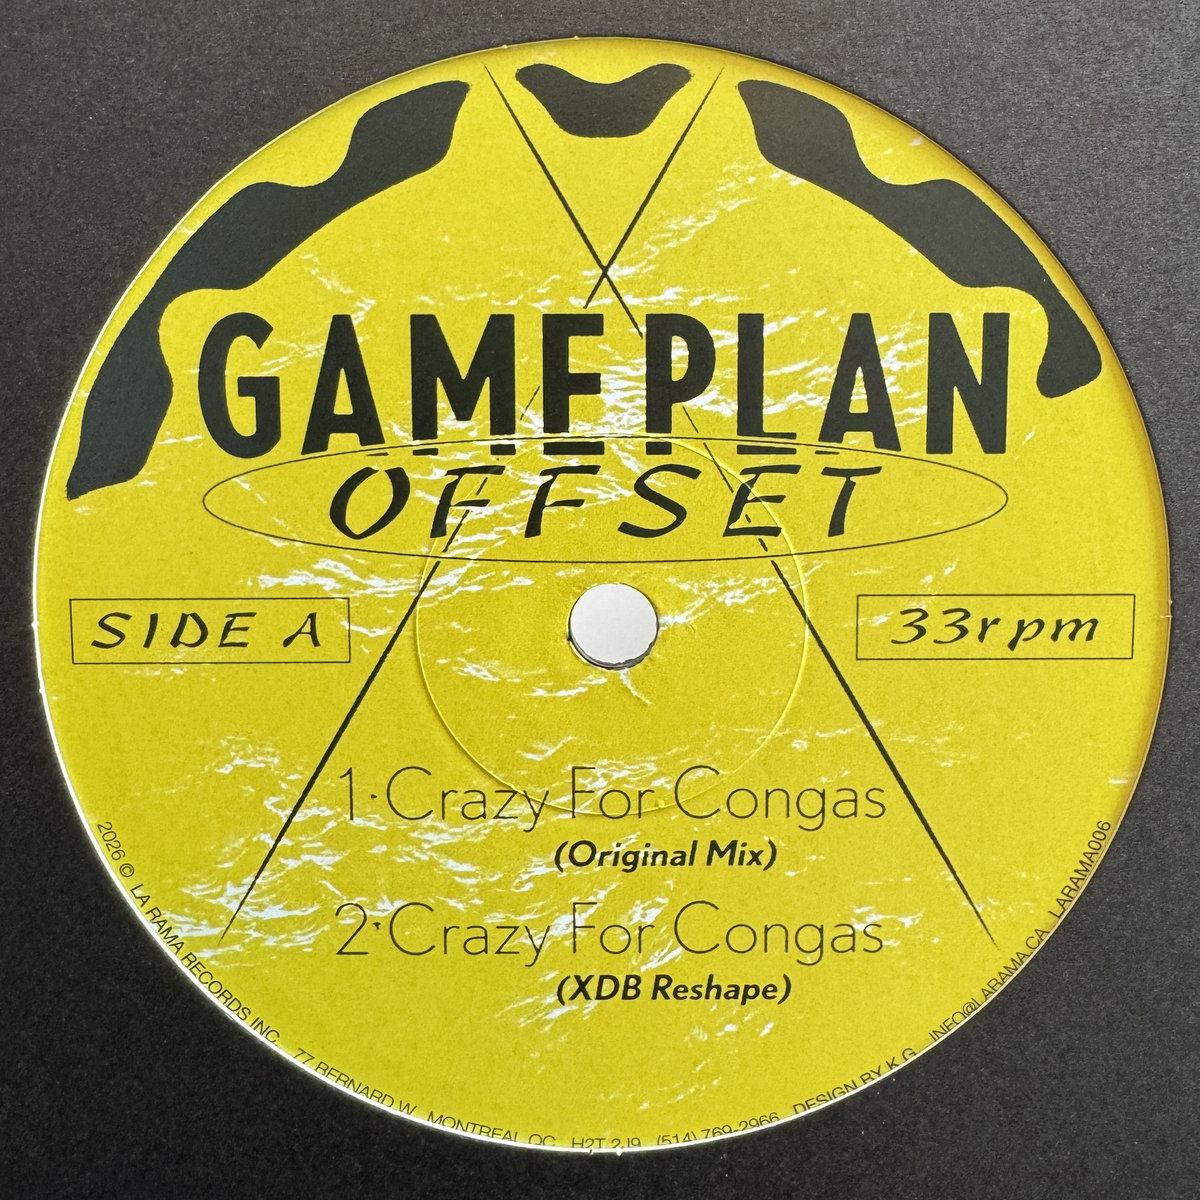 GAMEPLAN
OFFSET
SIDE A
33rpm
1·Crazy For Congas
(Original Mix)
2·Crazy For Congas
(XDB Reshape)
2026 © LA RAMA RECORDS INC. 77 BERNARD W. MONTREAL QC H2T 2J9 (514) 769-2966 DESIGN BY K.G. INFO@LARAMA.CA LARAMA006